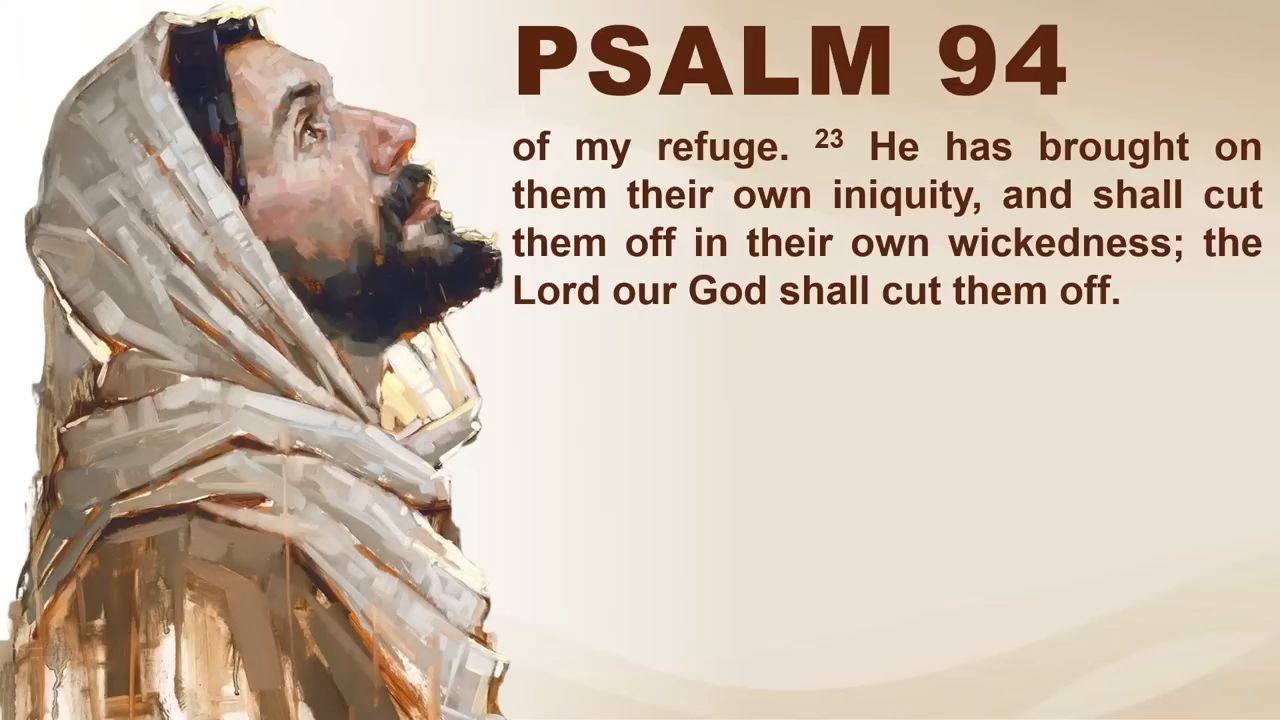 PSALM 94
of my refuge. 23 He has brought on
them their own iniquity, and shall cut
them off in their own wickedness; the
Lord our God shall cut them off.